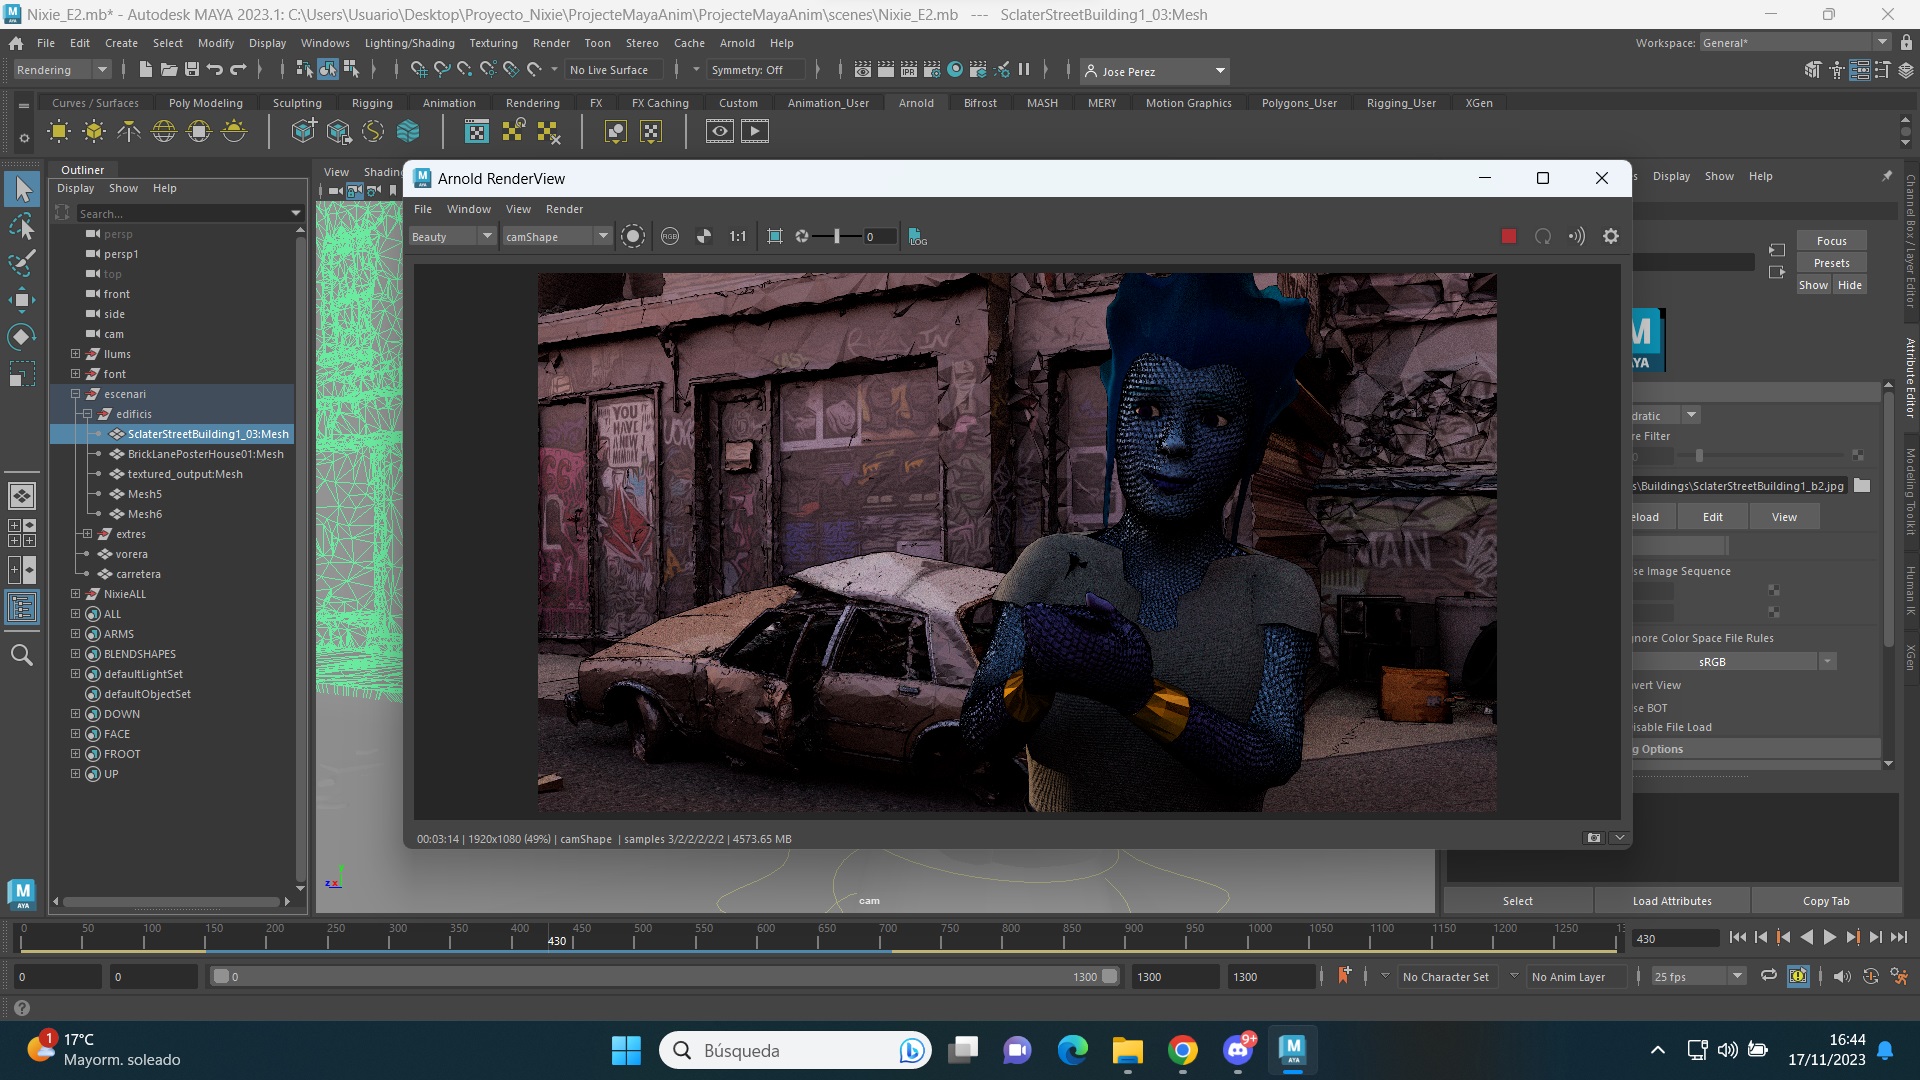 Nixie_E2.mb* - Autodesk MAYA 2023.1: C:\Users\Usuario\Desktop\Proyecto_Nixie\ProjecteMayaAnim\ProjecteMayaAnim\scenes\Nixie_E2.mb --- SclaterStreetBuilding1_03:Mesh
File Edit Create Select Modify Display Windows Lighting/Shading Texturing Render Toon Stereo Cache Arnold Help
Workspace: General*
Rendering No Live Surface Symmetry: Off IPR Jose Perez
Curves / Surfaces Poly Modeling Sculpting Rigging Animation Rendering FX FX Caching Custom Animation_User Arnold Bifrost MASH MERY Motion Graphics Polygons_User Rigging_User XGen
Outliner
Display Show Help
Search...
persp
persp1
top
front
side
cam
llums
font
escenari
edificis
SclaterStreetBuilding1_03:Mesh
BrickLanePosterHouse01:Mesh
textured_output:Mesh
Mesh5
Mesh6
extres
vorera
carretera
NixieALL
ALL
ARMS
BLENDSHAPES
defaultLightSet
defaultObjectSet
DOWN
FACE
FROOT
UP
View Shading
Arnold RenderView
File Window View Render
Beauty camShape RGB 1:1 0 LOG
YOU
HAVE
A NEW
00:03:14 | 1920x1080 (49%) | camShape | samples 3/2/2/2/2/2 | 4573.65 MB
z x
cam
Display Show Help
Focus
Presets
Show Hide
M
AYA
dratic
re Filter
s\Buildings\SclaterStreetBuilding1_b2.jpg
eload Edit View
se Image Sequence
gnore Color Space File Rules
sRGB
vert View
se BOT
isable File Load
g Options
Select Load Attributes Copy Tab
Channel Box / Layer Editor
Attribute Editor
Modeling Toolkit
Human IK
XGen
M
AYA
0 50 100 150 200 250 300 350 400 450 500 550 600 650 700 750 800 850 900 950 1000 1050 1100 1150 1200 1250
430
430
0 0 0 1300 1300 1300 No Character Set No Anim Layer 25 fps
1
17°C
Mayorm. soleado
Búsqueda
9+
16:44
17/11/2023